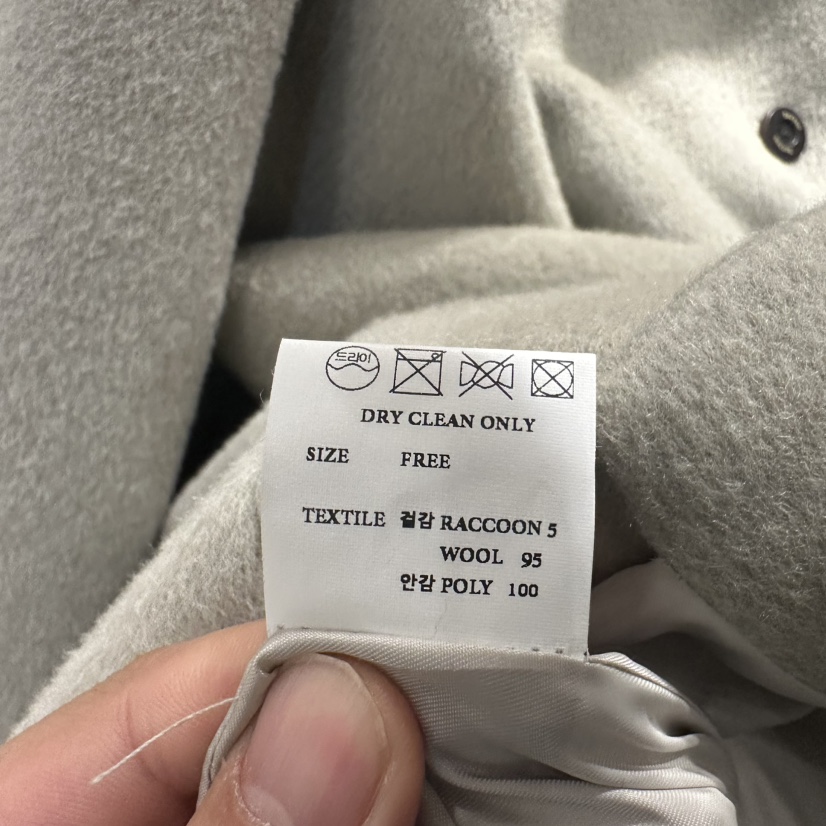 드라이
DRY CLEAN ONLY
SIZE FREE
TEXTILE 겉감 RACCOON 5
WOOL 95
안감 POLY 100